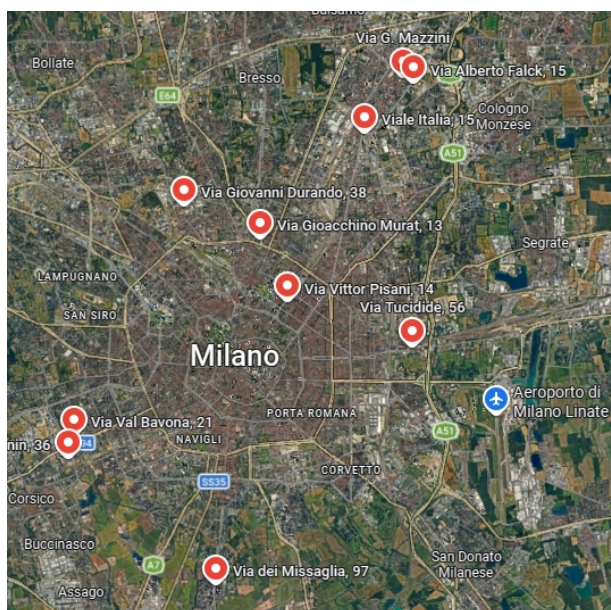 Balsamo
Via G. Mazzini
Bollate
Via Alberto Falck, 15
Bresso
E64
Cologno
Monzese
Viale Italia, 15
A51
Via Giovanni Durando, 38
Via Gioacchino Murat, 13
Segrate
LAMPUGNANO
Via Vittor Pisani, 14
Via Tucidide, 56
SAN SIRO
Milano
Aeroporto di
Milano Linate
PORTA ROMANA
Via Val Bavona, 21
A51
nin, 36
NAVIGLI
CORVETTO
SS35
Corsico
Buccinasco
San Donato
Milanese
A7
Via dei Missaglia, 97
Assago